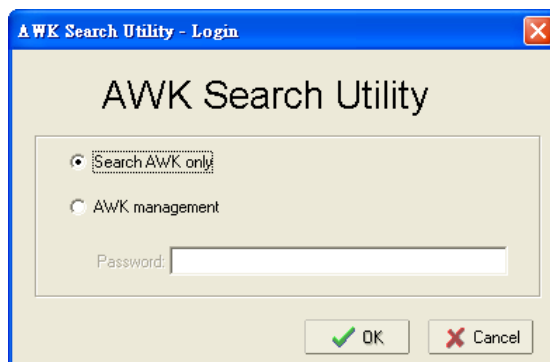 AWK Search Utility - Login
AWK Search Utility
Search AWK only
AWK management
Password:
OK
Cancel